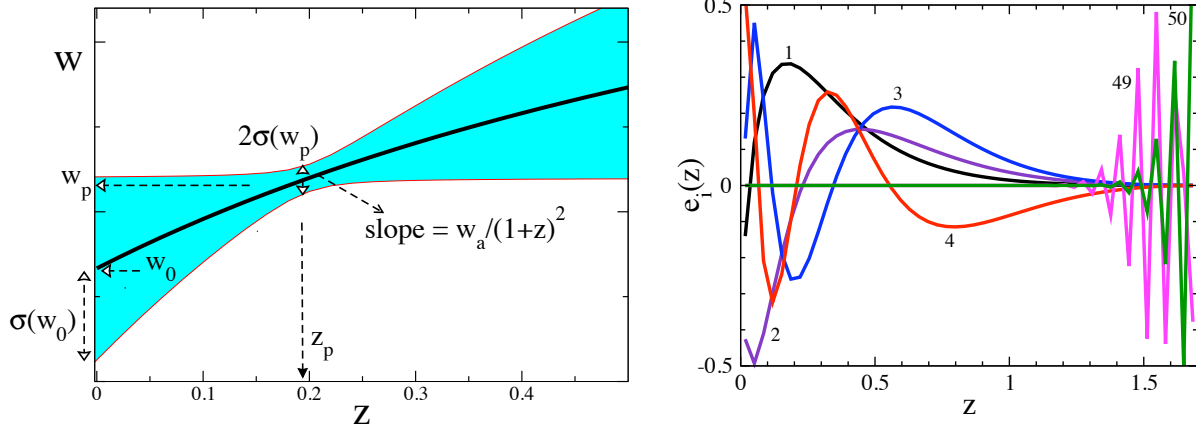 w
2σ(w_p)
w_p
slope = w_a/(1+z)^2
w_0
σ(w_0)
z_p
0
0.1
0.2
0.3
0.4
z
0.5
50
1
49
3
e_i(z)
0
4
2
-0.5
0
0.5
1
1.5
z